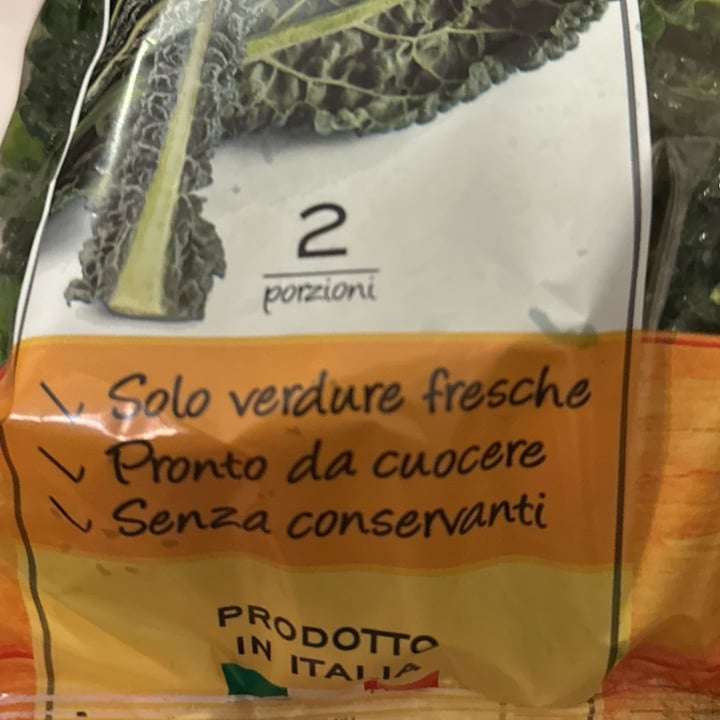 2
porzioni
Solo verdure fresche
Pronto da cuocere
Senza conservanti
PRODOTTO
IN ITALIA